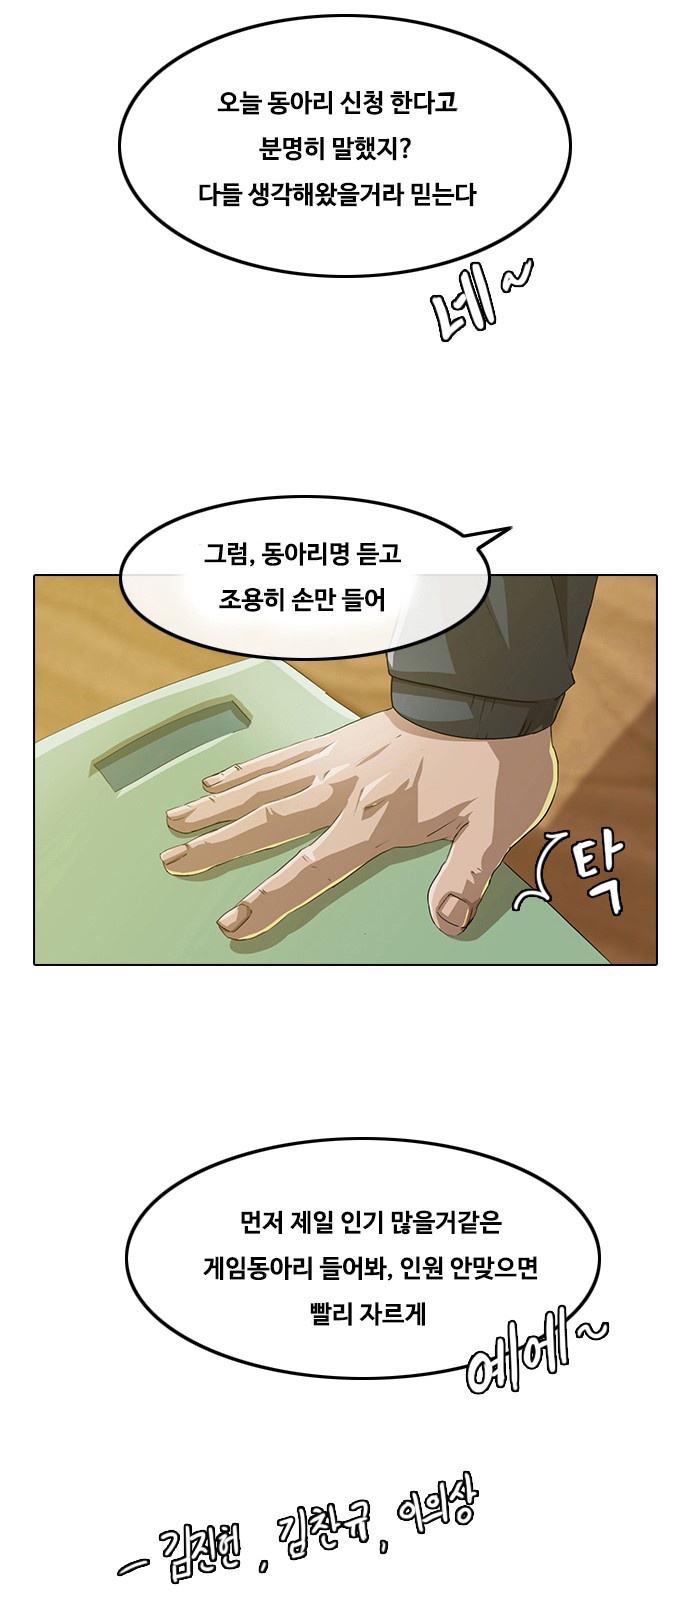 오늘 동아리 신청 한다고
분명히 말했지?
다들 생각해왔을거라 믿는다
네~
그럼, 동아리명 듣고
조용히 손만 들어
탁
먼저 제일 인기 많을거같은
게임동아리 들어봐, 인원 안맞으면
빨리 자르게
예에~
- 김진헌, 김찬규, 이의상